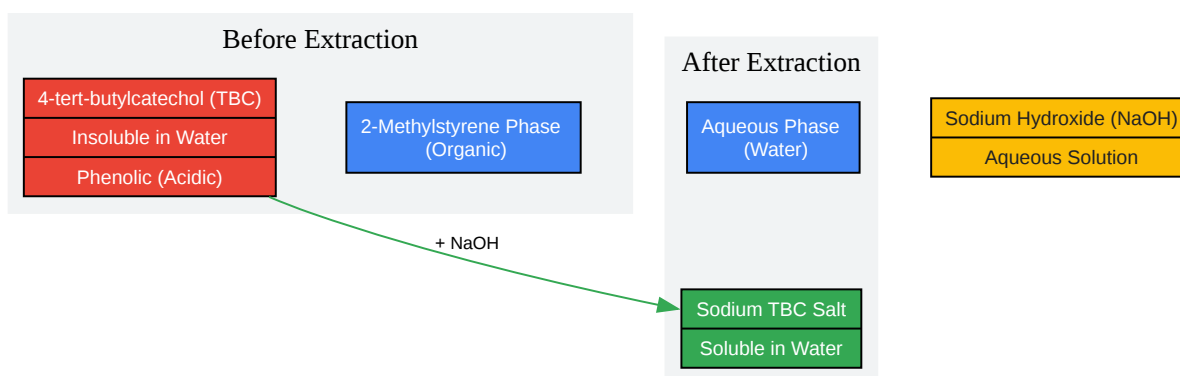 Before Extraction
4-tert-butylcatechol (TBC)
Insoluble in Water
Phenolic (Acidic)
2-Methylstyrene Phase
(Organic)
+ NaOH
After Extraction
Aqueous Phase
(Water)
Sodium TBC Salt
Soluble in Water
Sodium Hydroxide (NaOH)
Aqueous Solution